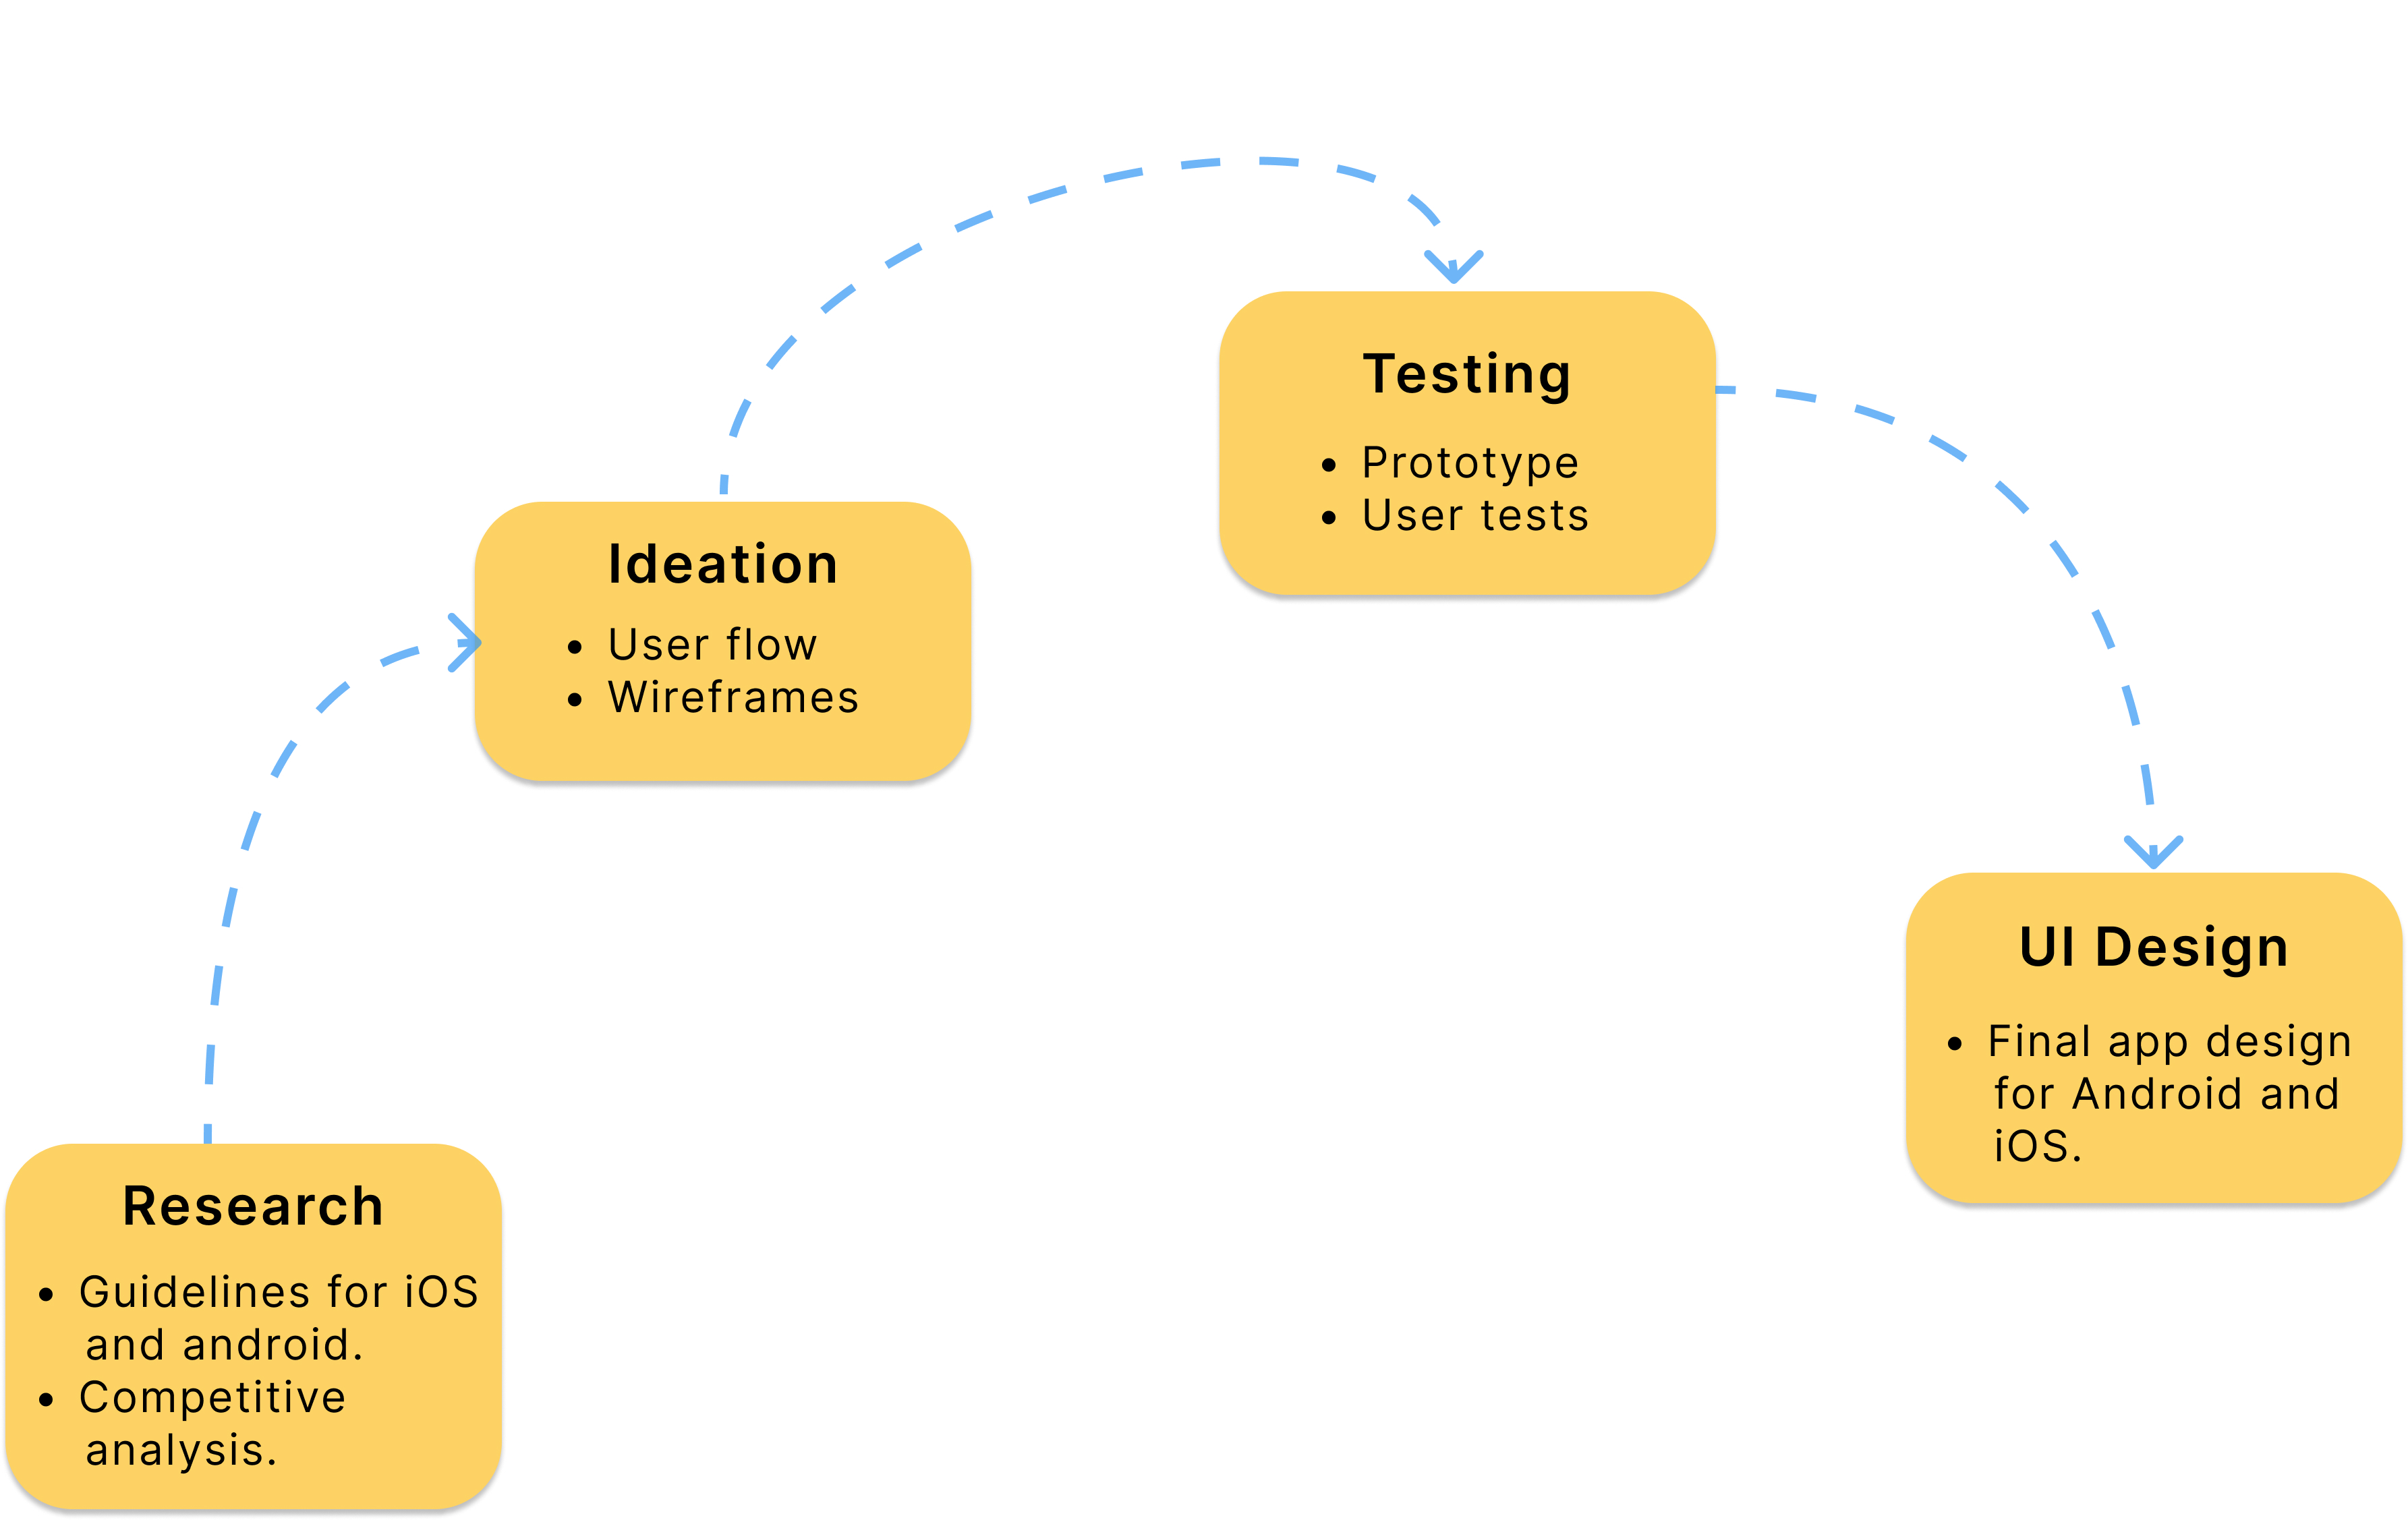 Research
• Guidelines for iOS
and android.
• Competitive
analysis.
Ideation
• User flow
• Wireframes
Testing
• Prototype
• User tests
UI Design
• Final app design
for Android and
iOS.